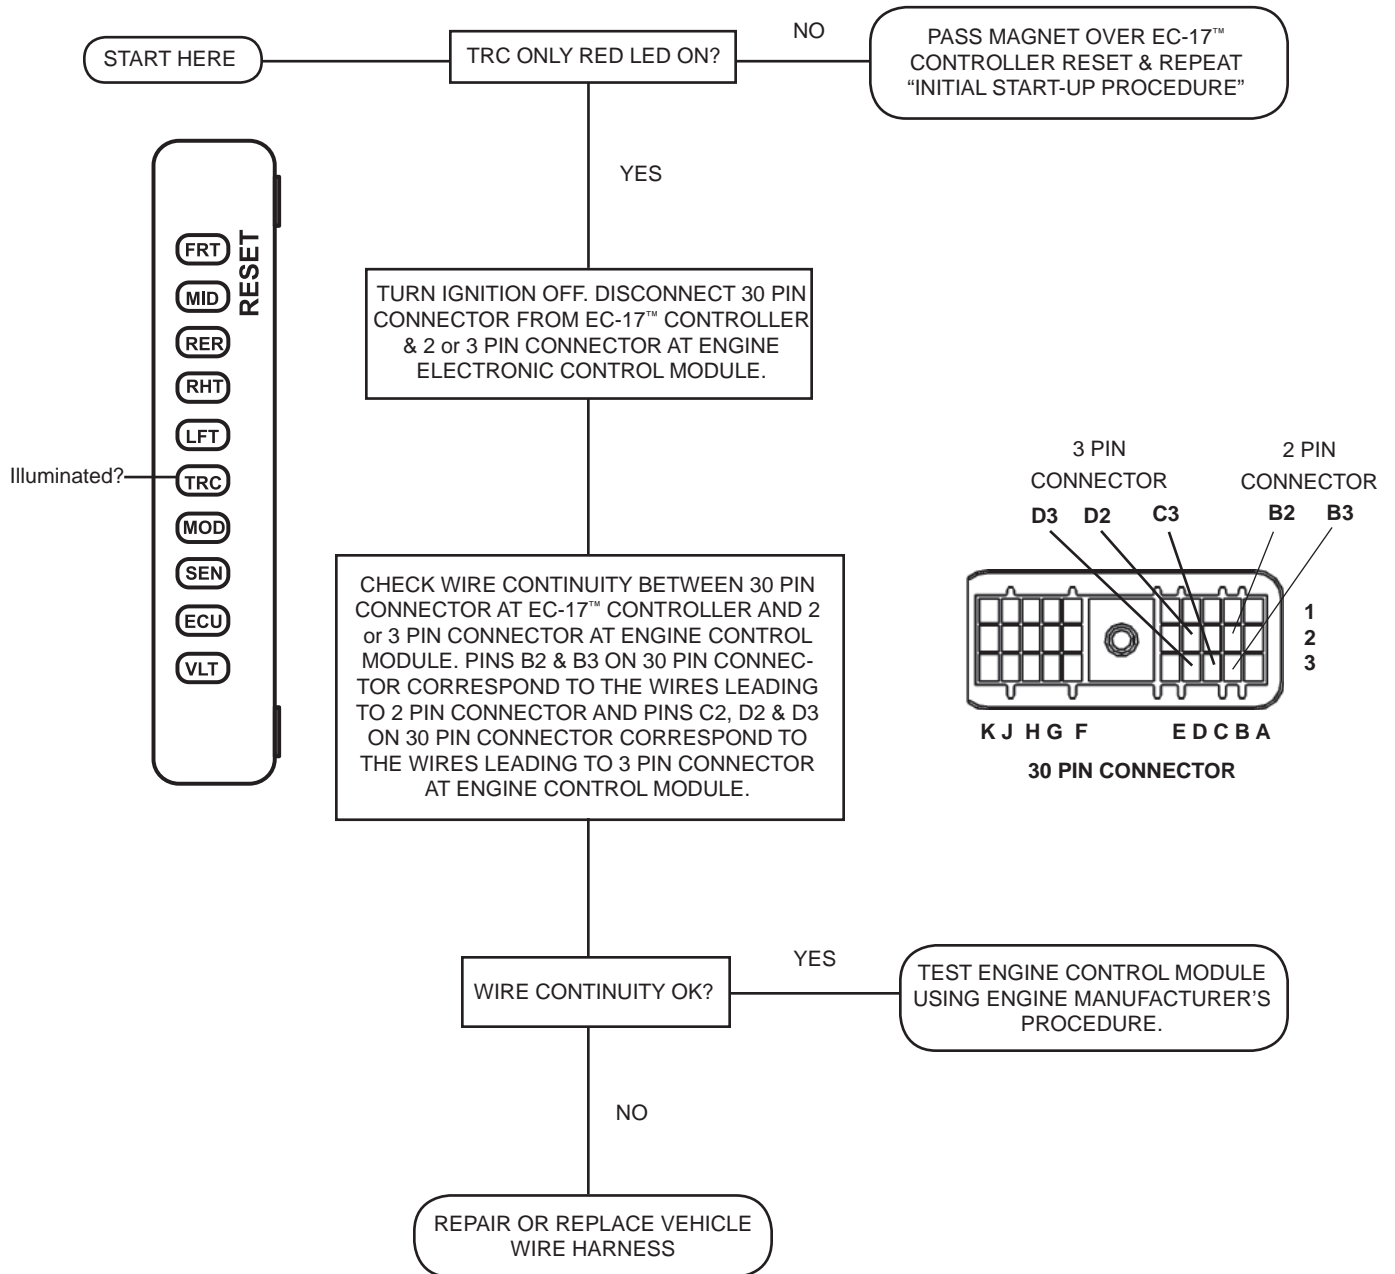 START HERE
TRC ONLY RED LED ON?
NO
PASS MAGNET OVER EC-17™
CONTROLLER RESET & REPEAT
“INITIAL START-UP PROCEDURE”
YES
FRT
MID
RER
RHT
LFT
TRC
MOD
SEN
ECU
VLT
RESET
Illuminated?
TURN IGNITION OFF. DISCONNECT 30 PIN
CONNECTOR FROM EC-17™ CONTROLLER
& 2 or 3 PIN CONNECTOR AT ENGINE
ELECTRONIC CONTROL MODULE.
CHECK WIRE CONTINUITY BETWEEN 30 PIN
CONNECTOR AT EC-17™ CONTROLLER AND 2
or 3 PIN CONNECTOR AT ENGINE CONTROL
MODULE. PINS B2 & B3 ON 30 PIN CONNEC-
TOR CORRESPOND TO THE WIRES LEADING
TO 2 PIN CONNECTOR AND PINS C2, D2 & D3
ON 30 PIN CONNECTOR CORRESPOND TO
THE WIRES LEADING TO 3 PIN CONNECTOR
AT ENGINE CONTROL MODULE.
3 PIN
CONNECTOR
D3 D2 C3
2 PIN
CONNECTOR
B2 B3
1
2
3
K J H G F E D C B A
30 PIN CONNECTOR
WIRE CONTINUITY OK?
YES
TEST ENGINE CONTROL MODULE
USING ENGINE MANUFACTURER’S
PROCEDURE.
NO
REPAIR OR REPLACE VEHICLE
WIRE HARNESS